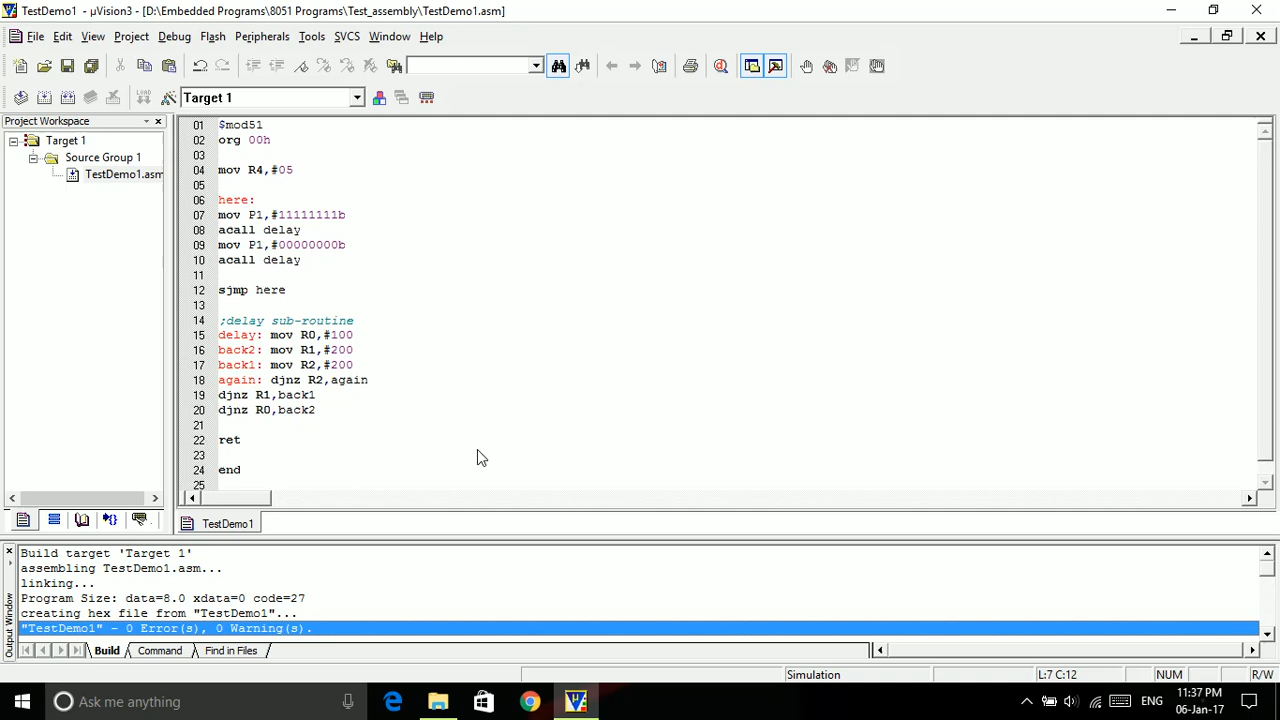 TestDemo1 - µVision3 - [D:\Embedded Programs\8051 Programs\Test_assembly\TestDemo1.asm]
File Edit View Project Debug Flash Peripherals Tools SVCS Window Help
LOAD Target 1
Project Workspace
Target 1
Source Group 1
TestDemo1.asm
01 $mod51
02 org 00h
03
04 mov R4,#05
05
06 here:
07 mov P1,#11111111b
08 acall delay
09 mov P1,#00000000b
10 acall delay
11
12 sjmp here
13
14 ;delay sub-routine
15 delay: mov R0,#100
16 back2: mov R1,#200
17 back1: mov R2,#200
18 again: djnz R2,again
19 djnz R1,back1
20 djnz R0,back2
21
22 ret
23
24 end
25
TestDemo1
Build target 'Target 1'
assembling TestDemo1.asm...
linking...
Program Size: data=8.0 xdata=0 code=27
creating hex file from "TestDemo1"...
"TestDemo1" - 0 Error(s), 0 Warning(s).
Output Window
Build Command Find in Files
Simulation L:7 C:12 NUM R/W
Ask me anything
ENG
11:37 PM
06-Jan-17